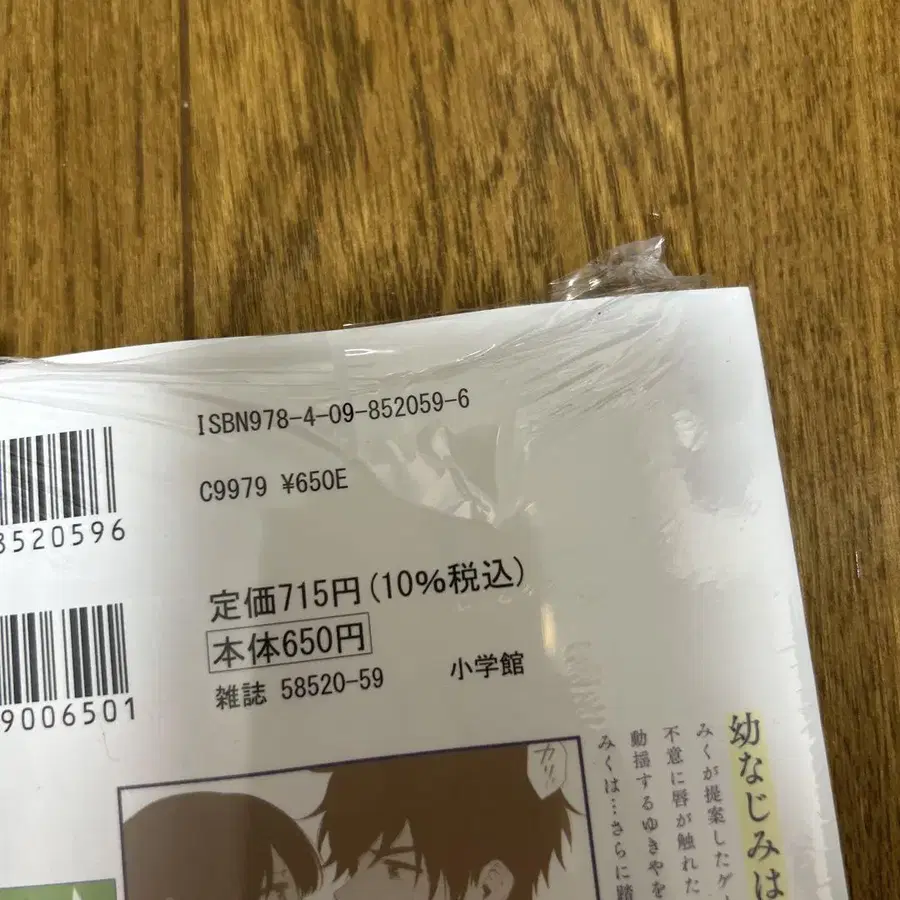 ISBN978-4-09-852059-6
C9979 ¥650E
8520596
定価715円(10%税込)
本体650円
雑誌 58520-59
小学館
9006501
カリ
幼なじみは
みくが提案したゲ
不意に唇が触れた
動揺するゆきやを
みくは…さらに踏